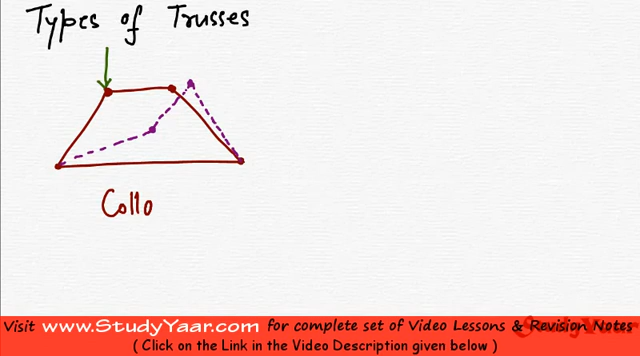 Types of Trusses
Collo
Visit www.StudyYaar.com for complete set of Video Lessons & Revision Notes
( Click on the Link in the Video Description given below )
StudyYaar